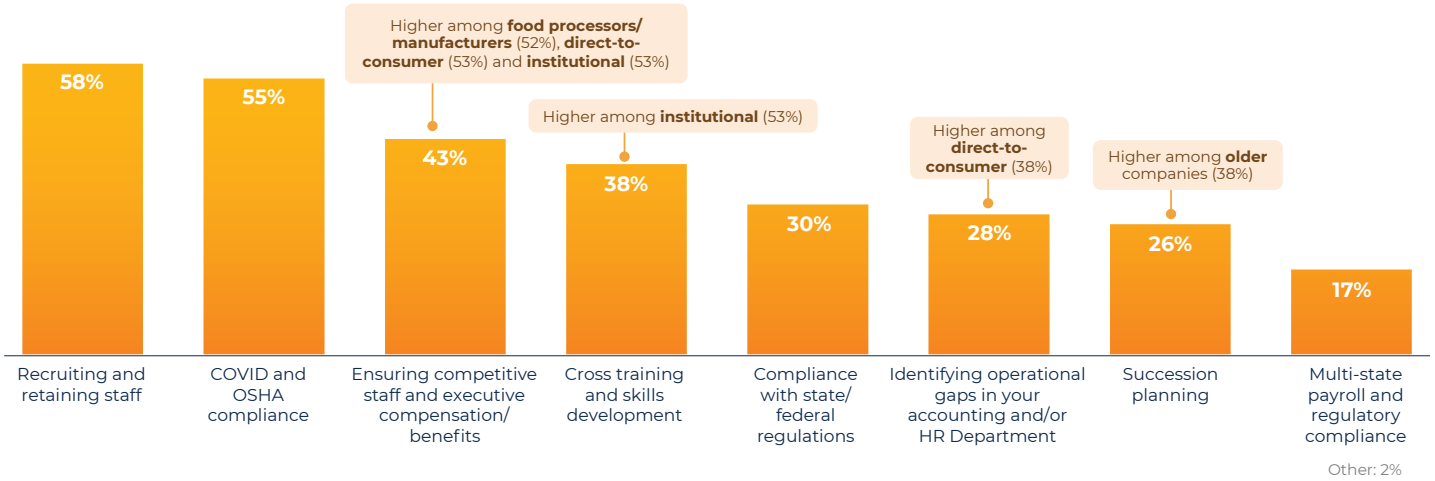 Higher among food processors/
manufacturers (52%), direct-to-
consumer (53%) and institutional (53%)
Higher among institutional (53%)
Higher among
direct-to-
consumer (38%)
Higher among older
companies (38%)
58%
55%
43%
38%
30%
28%
26%
17%
Recruiting and
retaining staff
COVID and
OSHA
compliance
Ensuring competitive
staff and executive
compensation/
benefits
Cross training
and skills
development
Compliance
with state/
federal
regulations
Identifying operational
gaps in your
accounting and/or
HR Department
Succession
planning
Multi-state
payroll and
regulatory
compliance
Other: 2%